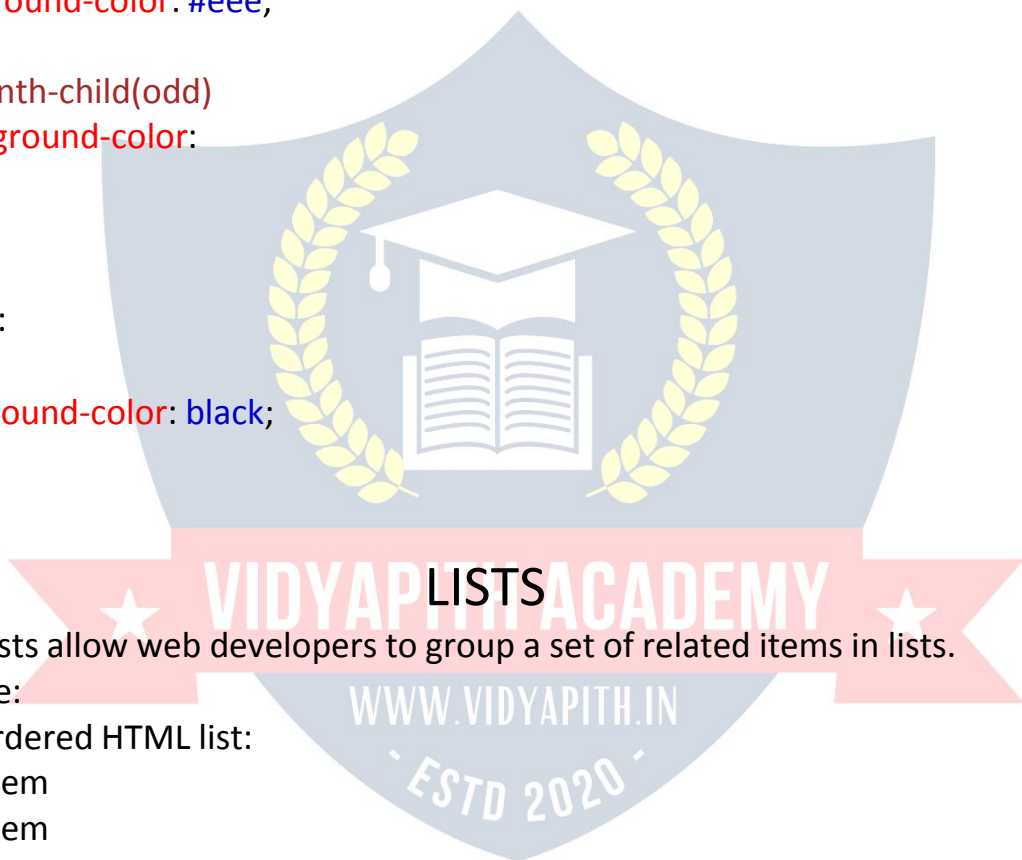 ound-color: #eee;
nth-child(odd)
ground-color:
:
ound-color: black;
LISTS
VIDYAPITH ACADEMY
sts allow web developers to group a set of related items in lists.
e:
WWW.VIDYAPITH.IN
rdered HTML list:
em
- ESTD 2020 -
em